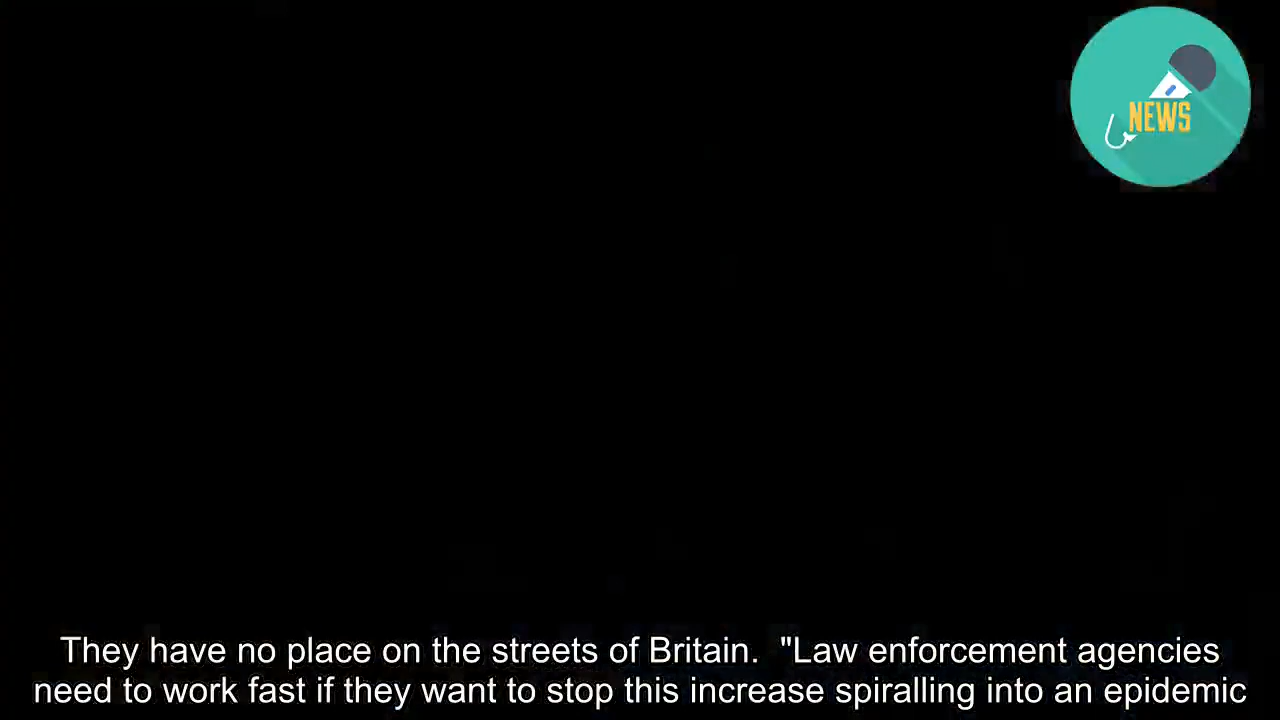 NEWS
They have no place on the streets of Britain.  "Law enforcement agencies
need to work fast if they want to stop this increase spiralling into an epidemic